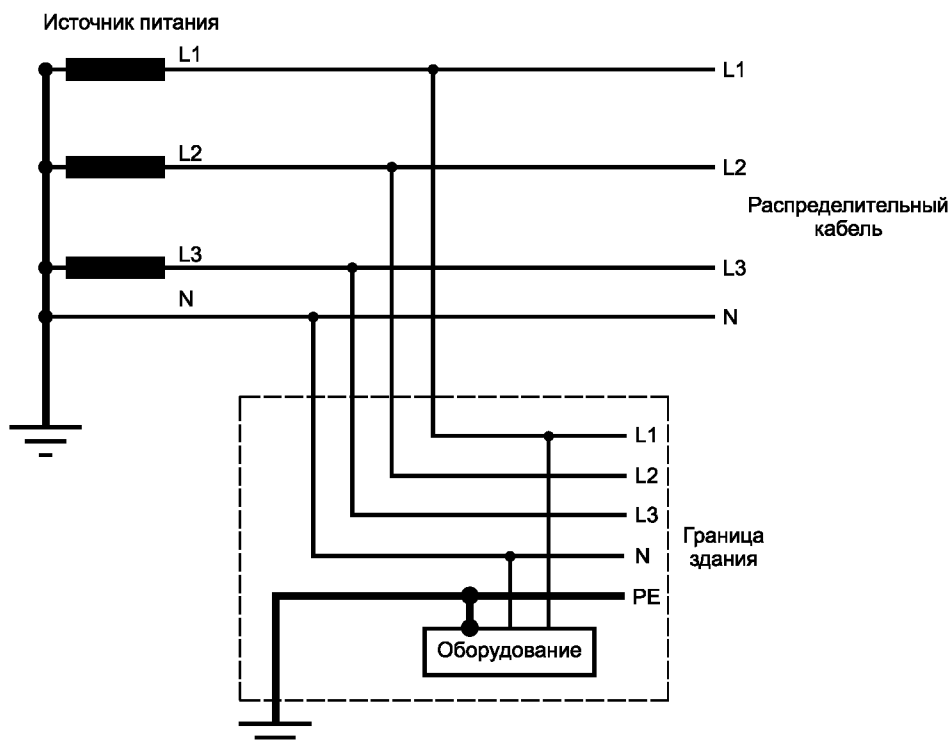 Источник питания
L1
L1
L2
L2
Распределительный
кабель
L3
L3
N
N
L1
L2
L3
Граница
здания
N
PE
Оборудование